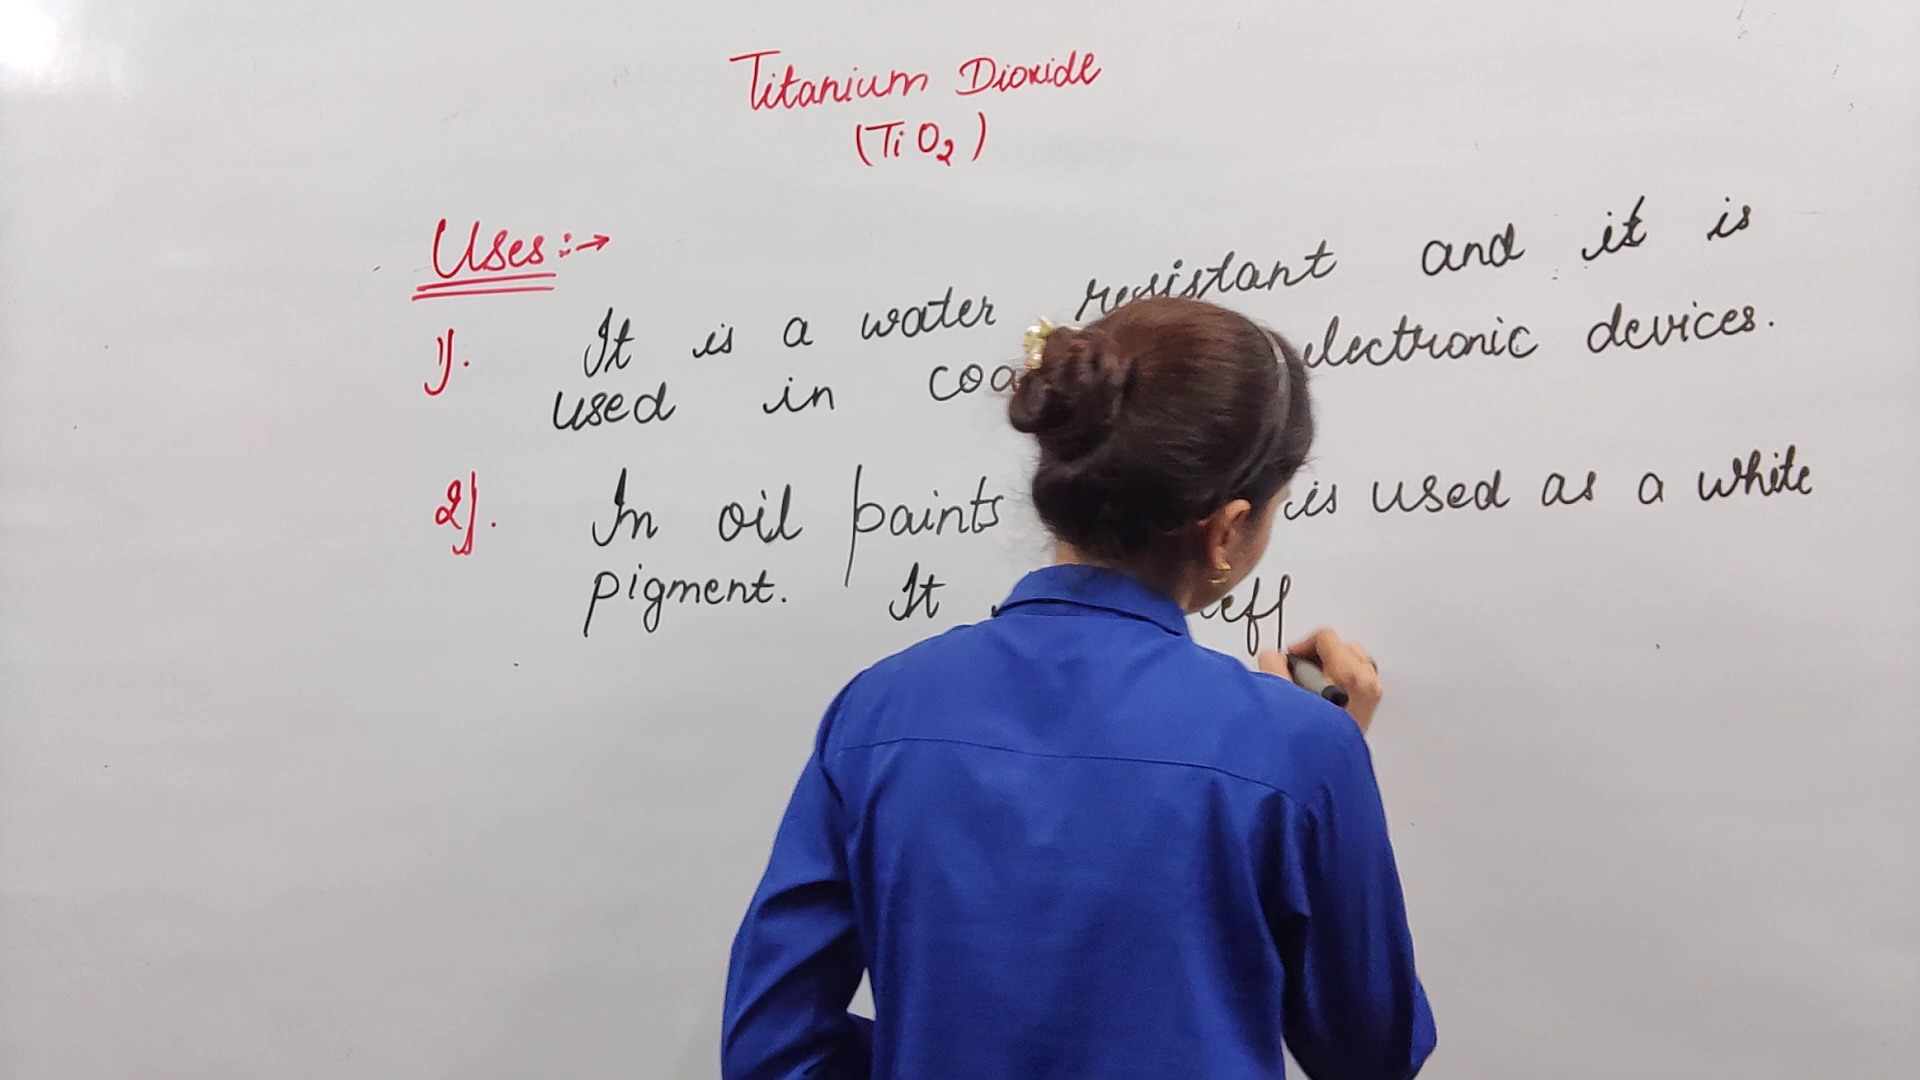 Titanium Dioxide
(TiO2)
Uses:→
1). It is a water resistant and it is
used in electronic devices.
2). In oil paints is used as a white
pigment. It